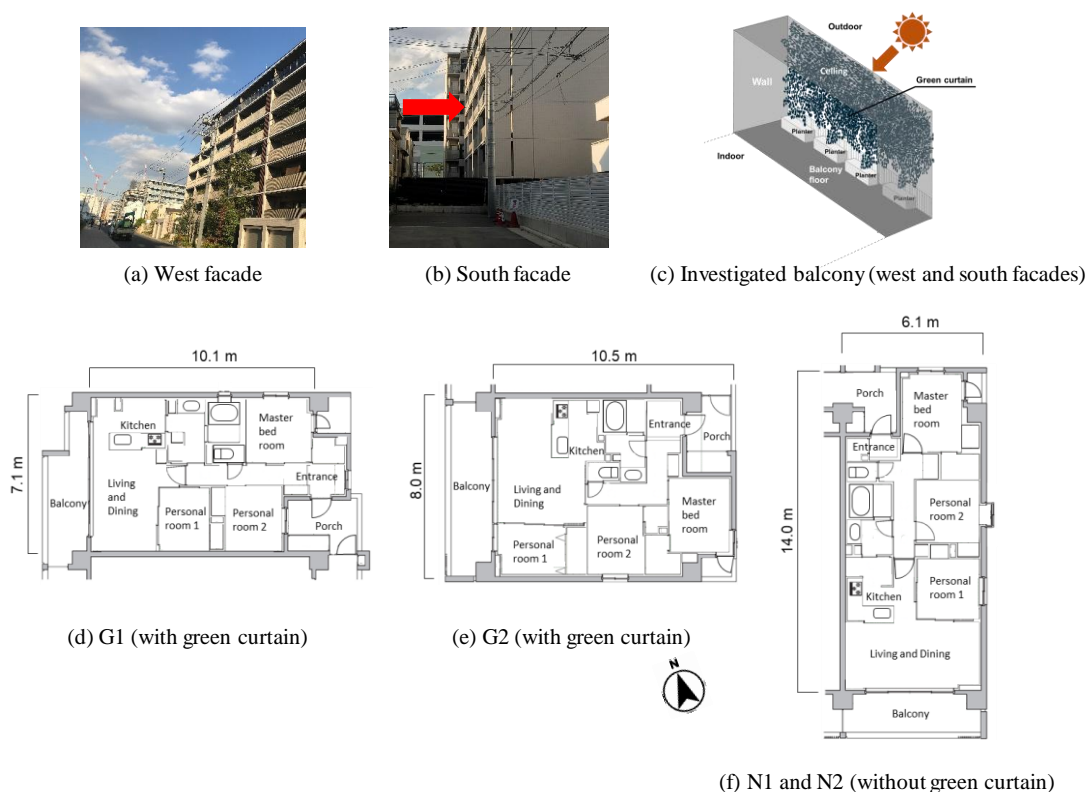 Outdoor
Green curtain
Celling
Wall
Planter
Planter
Planter
Planter
Indoor
Balcony
floor
(a) West facade
(b) South facade
(c) Investigated balcony (west and south facades)
10.1 m
7.1 m
Kitchen
Master
bed
room
Entrance
Balcony
Living
and
Dining
Personal
room 1
Personal
room 2
Porch
(d) G1 (with green curtain)
10.5 m
8.0 m
Entrance
Kitchen
Porch
Balcony
Living and
Dining
Master
bed
room
Personal
room 1
Personal
room 2
(e) G2 (with green curtain)
N
6.1 m
14.0 m
Porch
Master
bed
room
Entrance
Personal
room 2
Kitchen
Personal
room 1
Living and Dining
Balcony
(f) N1 and N2 (without green curtain)